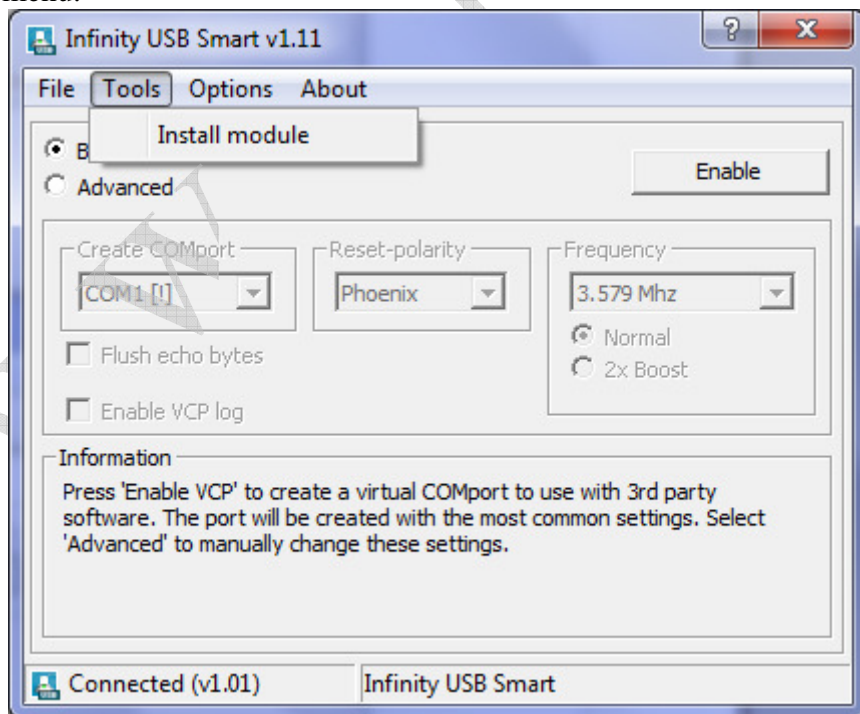 menu.
Infinity USB Smart v1.11
File Tools Options About
Install module
B
Advanced
Enable
Create COMport
COM1 [!]
Reset-polarity
Phoenix
Frequency
3.579 Mhz
Normal
2x Boost
Flush echo bytes
Enable VCP log
Information
Press 'Enable VCP' to create a virtual COMport to use with 3rd party
software. The port will be created with the most common settings. Select
'Advanced' to manually change these settings.
Connected (v1.01)
Infinity USB Smart